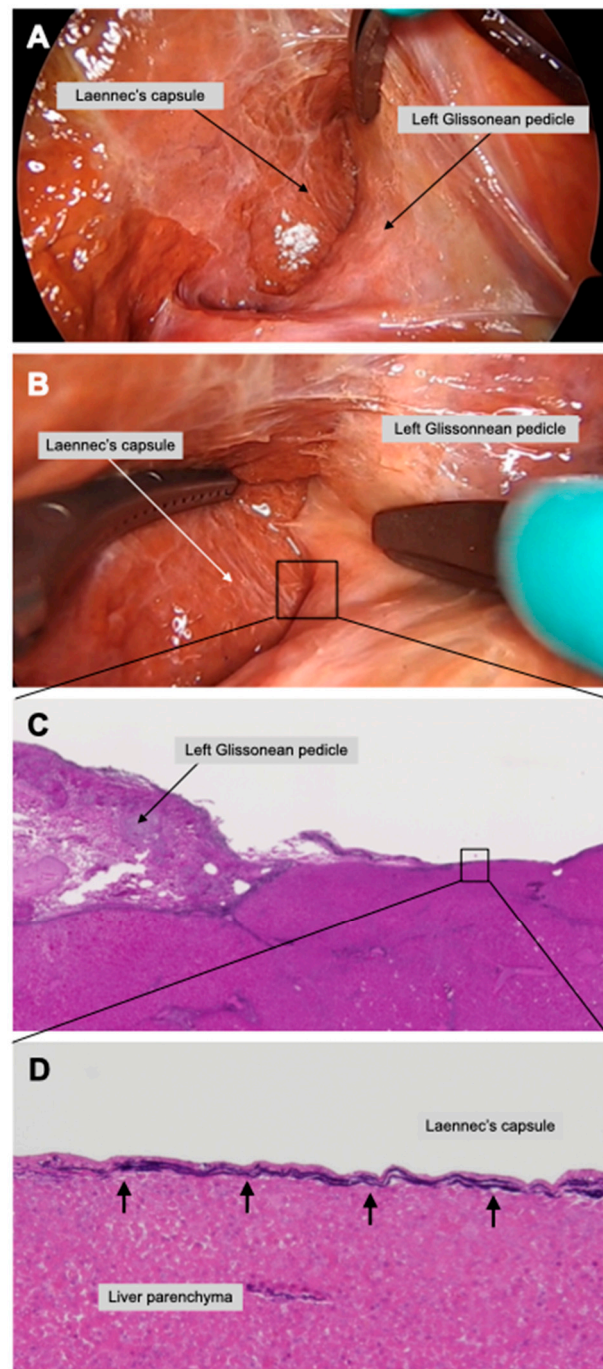 A
Laennec's capsule
Left Glissonean pedicle
B
Left Glissonnean pedicle
Laennec's capsule
C
Left Glissonean pedicle
D
Laennec's capsule
Liver parenchyma